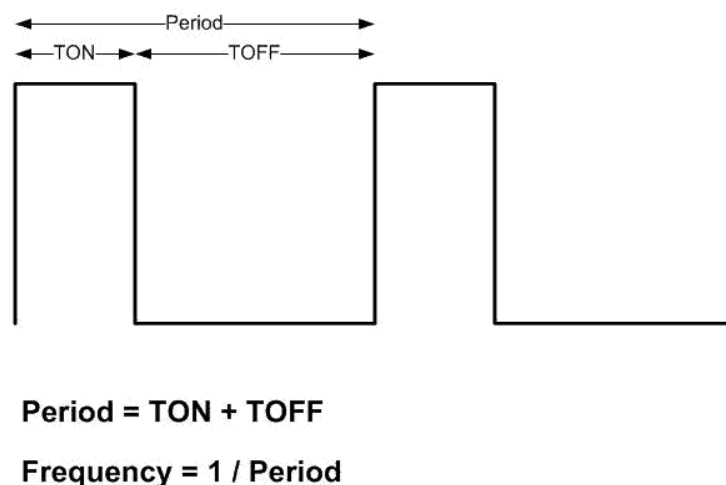 Period
TON TOFF
Period = TON + TOFF
Frequency = 1 / Period